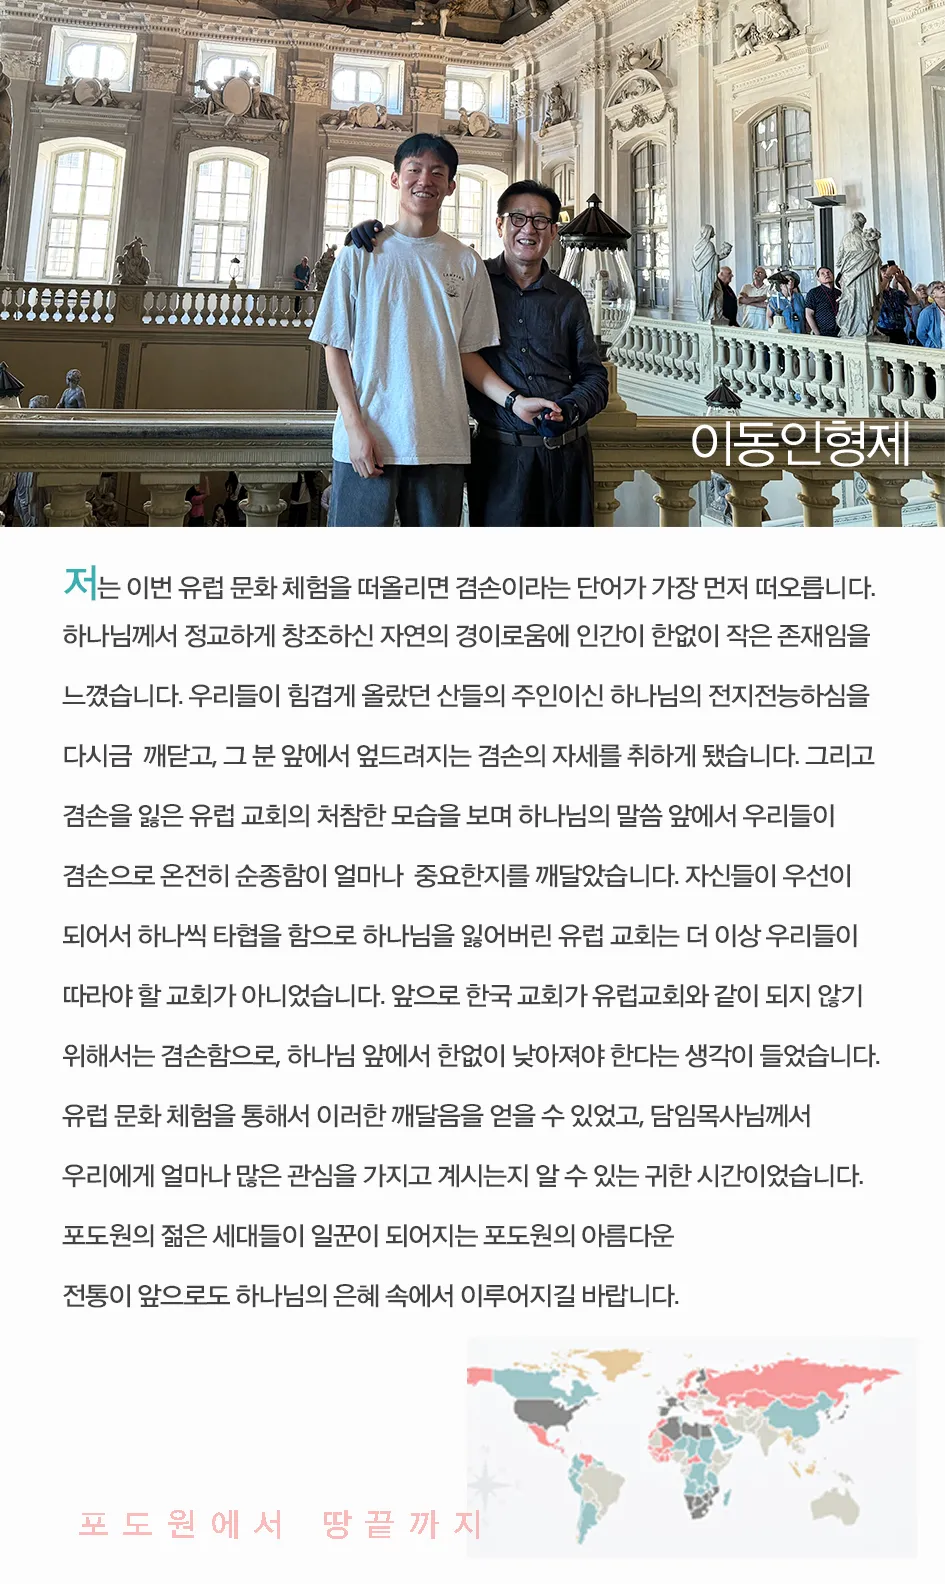 이동인형제
저는 이번 유럽 문화 체험을 떠올리면 겸손이라는 단어가 가장 먼저 떠오릅니다.
하나님께서 정교하게 창조하신 자연의 경이로움에 인간이 한없이 작은 존재임을
느꼈습니다. 우리들이 힘겹게 올랐던 산들의 주인이신 하나님의 전지전능하심을
다시금 깨닫고, 그 분 앞에서 엎드려지는 겸손의 자세를 취하게 됐습니다. 그리고
겸손을 잃은 유럽 교회의 처참한 모습을 보며 하나님의 말씀 앞에서 우리들이
겸손으로 온전히 순종함이 얼마나 중요한지를 깨달았습니다. 자신들이 우선이
되어서 하나씩 타협을 함으로 하나님을 잃어버린 유럽 교회는 더 이상 우리들이
따라야 할 교회가 아니었습니다. 앞으로 한국 교회가 유럽교회와 같이 되지 않기
위해서는 겸손함으로, 하나님 앞에서 한없이 낮아져야 한다는 생각이 들었습니다.
유럽 문화 체험을 통해서 이러한 깨달음을 얻을 수 있었고, 담임목사님께서
우리에게 얼마나 많은 관심을 가지고 계시는지 알 수 있는 귀한 시간이었습니다.
포도원의 젊은 세대들이 일꾼이 되어지는 포도원의 아름다운
전통이 앞으로도 하나님의 은혜 속에서 이루어지길 바랍니다.
포도원에서 땅끝까지